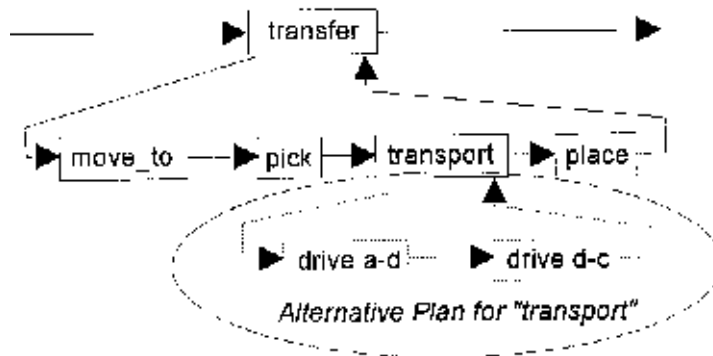 transfer
move_to pick transport place
drive a-d drive d-c
Alternative Plan for "transport"